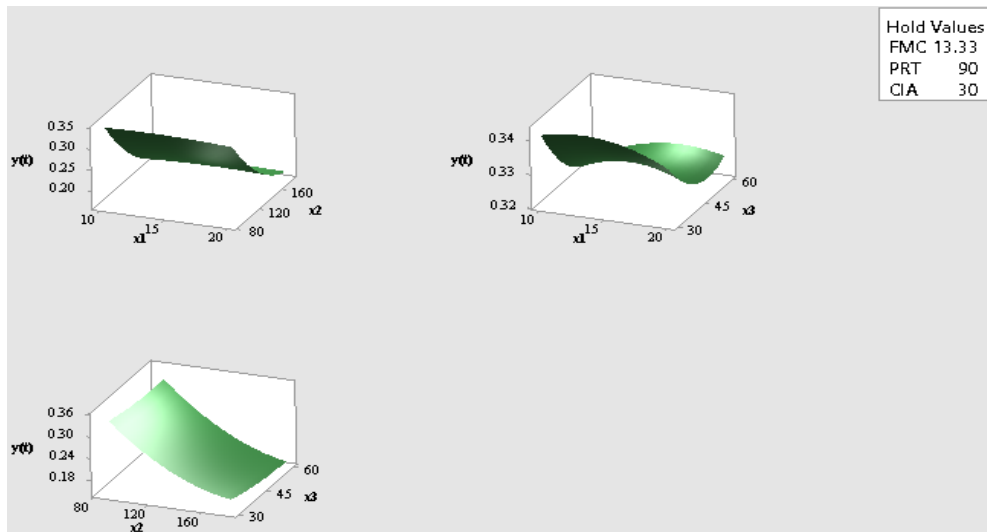 Hold Values
FMC 13.33
PRT 90
CIA 30
0.35
0.30
0.25
0.20
y(t)
10
15
20
x1
80
120
160
x2
0.34
0.33
0.32
y(t)
10
15
20
x1
30
45
60
x3
0.36
0.30
0.24
0.18
y(t)
80
120
160
x2
30
45
60
x3